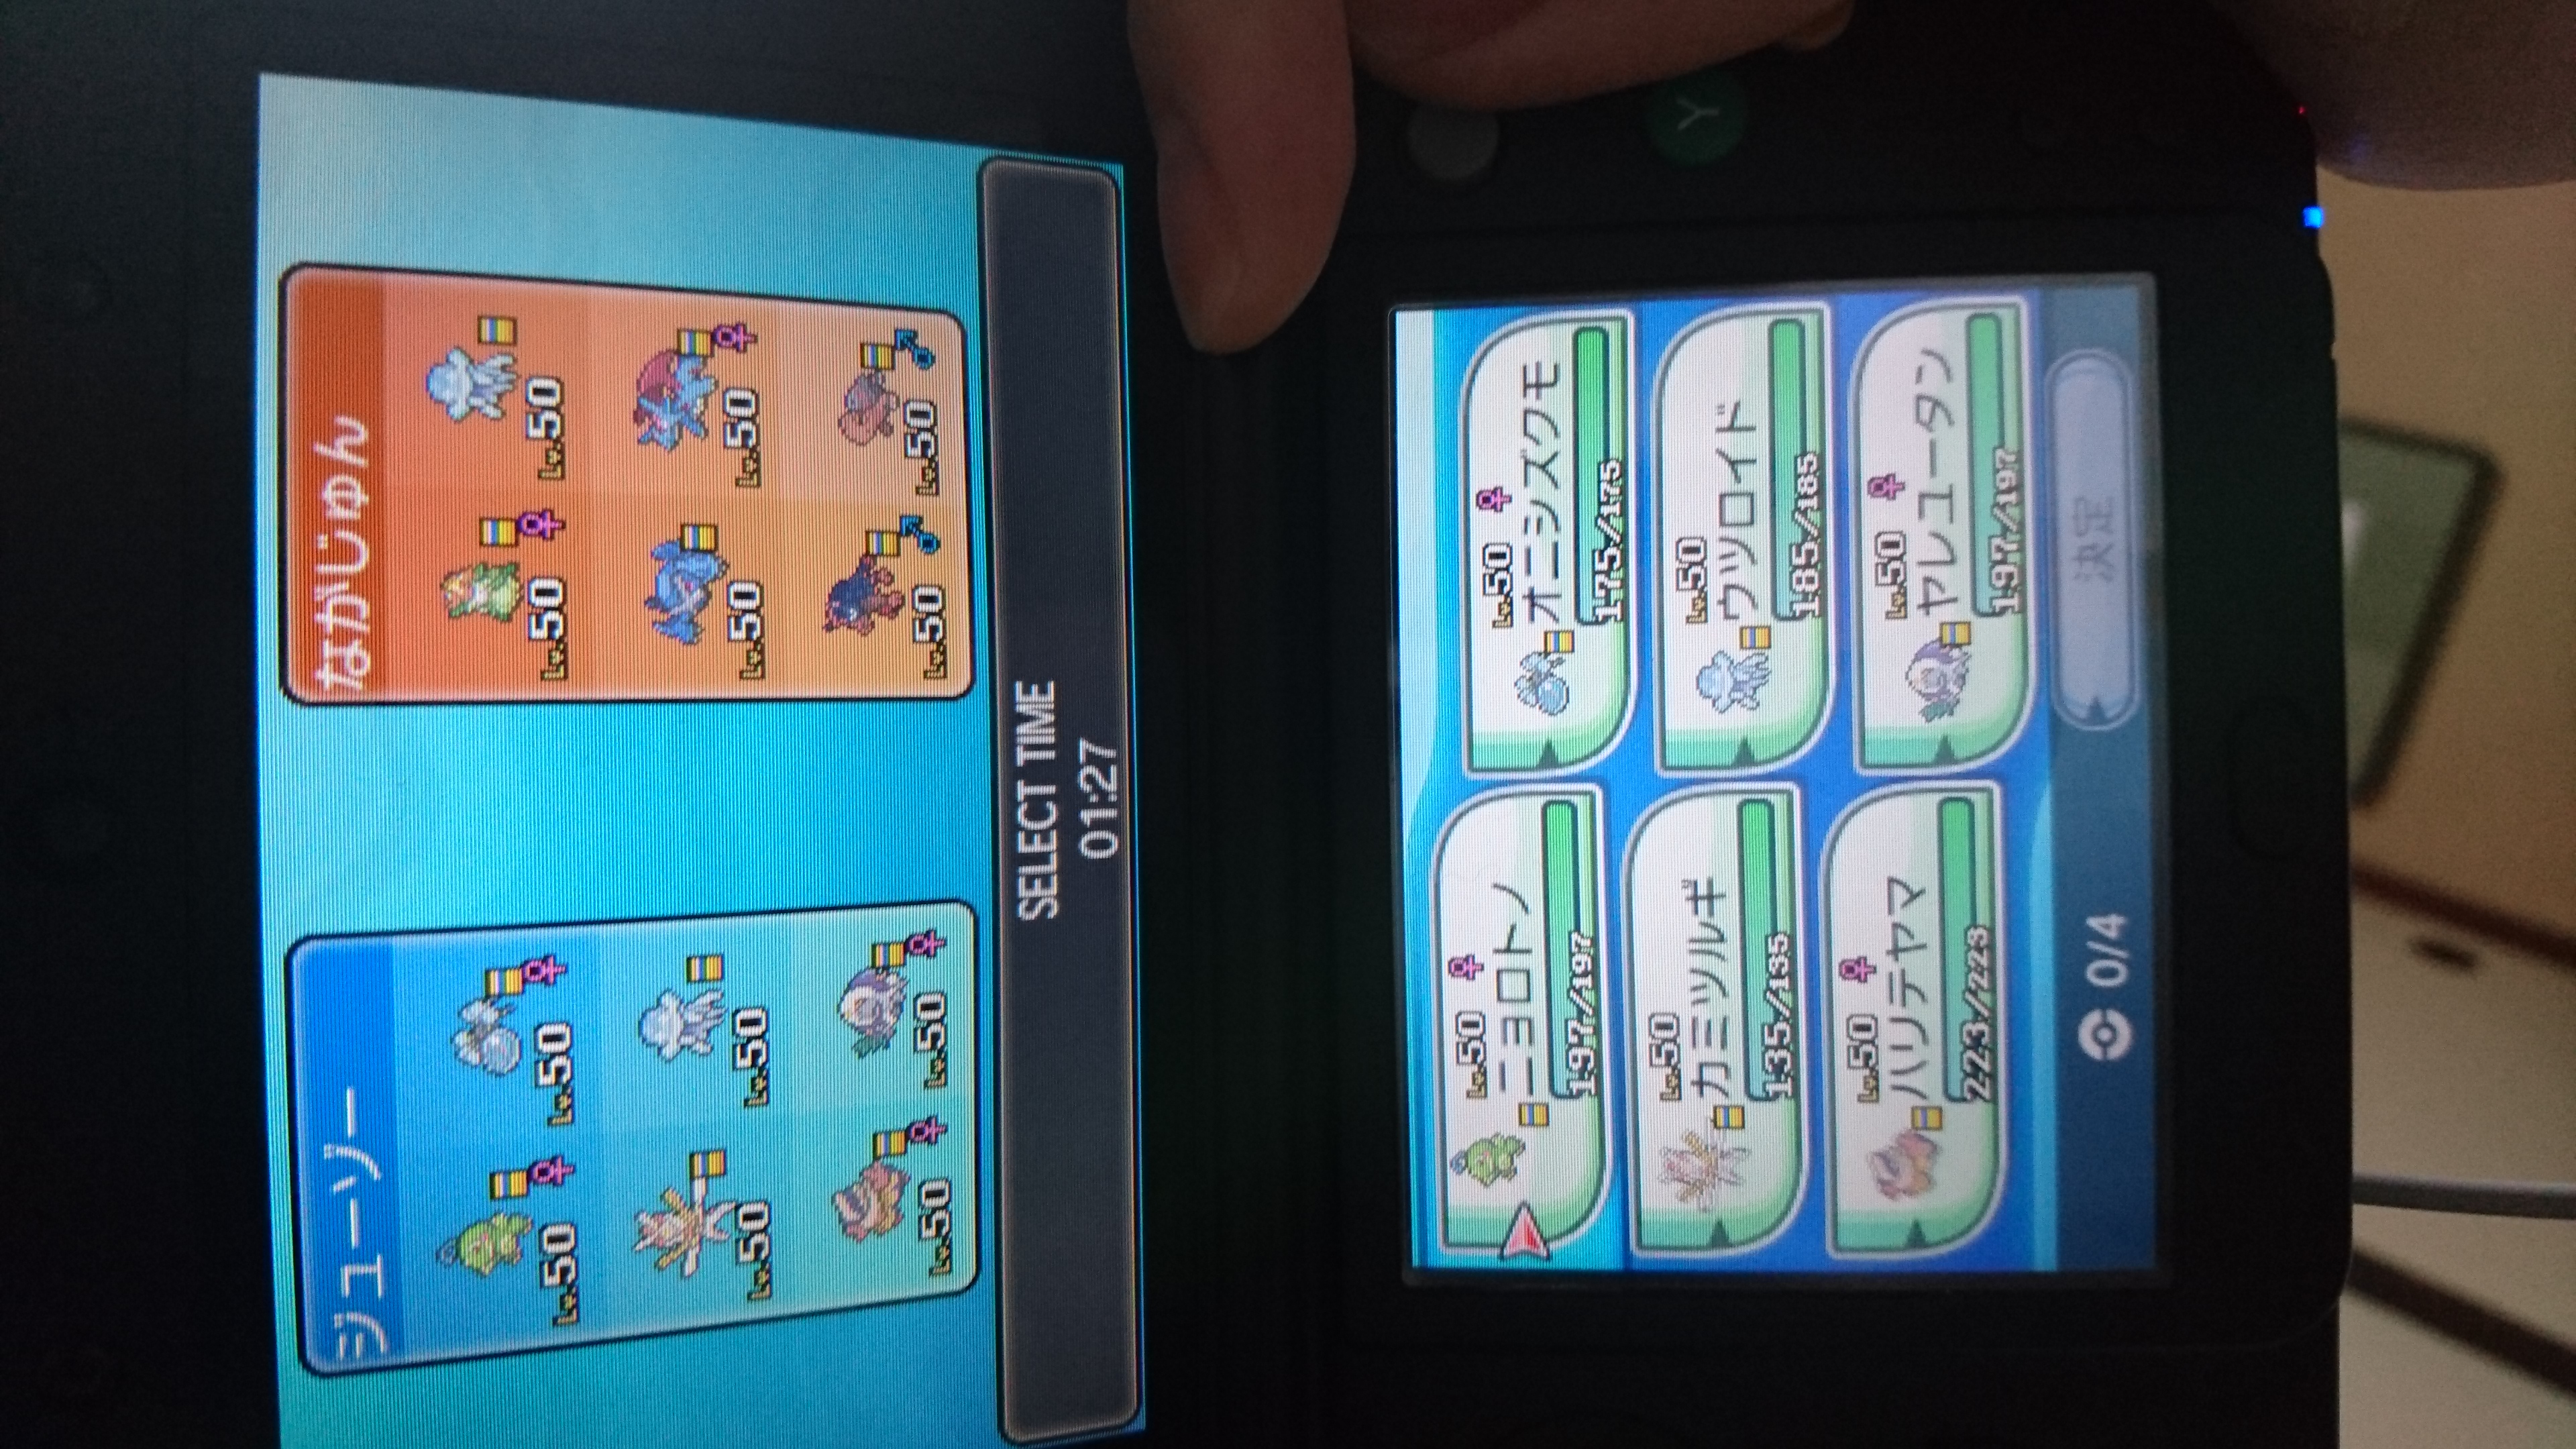 ジューゾー
Lv.50 ♀ Lv.50 ♀
Lv.50 Lv.50
Lv.50 ♀ Lv.50 ♀
ながじゅん
Lv.50 ♀ Lv.50
Lv.50 Lv.50 ♀
Lv.50 ♂ Lv.50 ♂
SELECT TIME
01:27
Lv.50 ♀
ニョロトノ
197/197
Lv.50 ♀
オニシズクモ
175/175
Lv.50
カミツルギ
135/135
Lv.50
ウツロイド
185/185
Lv.50 ♀
ハリテヤマ
223/223
Lv.50 ♀
ヤレユータン
197/197
0/4
決定
Y